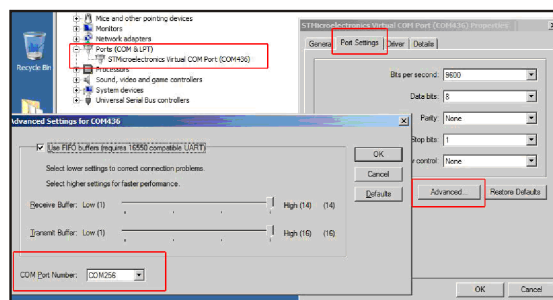 Mice and other pointing devices
Monitors
Network adapters
Ports (COM & LPT)
STMicroelectronics Virtual COM Port (COM436)
Processors
Sound, video and game controllers
System devices
Universal Serial Bus controllers
Recycle Bin
STMicroelectronics Virtual COM Port (COM436) Properties
General
Port Settings
Driver
Details
Bits per second: 9600
Data bits: 8
Parity: None
Stop bits: 1
control: None
Advanced...
Restore Defaults
OK
Cancel
Advanced Settings for COM436
Use FIFO buffers (requires 16550 compatible UART)
Select lower settings to correct connection problems.
Select higher settings for faster performance.
Receive Buffer: Low (1) High (14) (14)
Transmit Buffer: Low (1) High (16) (16)
COM Port Number: COM256
OK
Cancel
Defaults